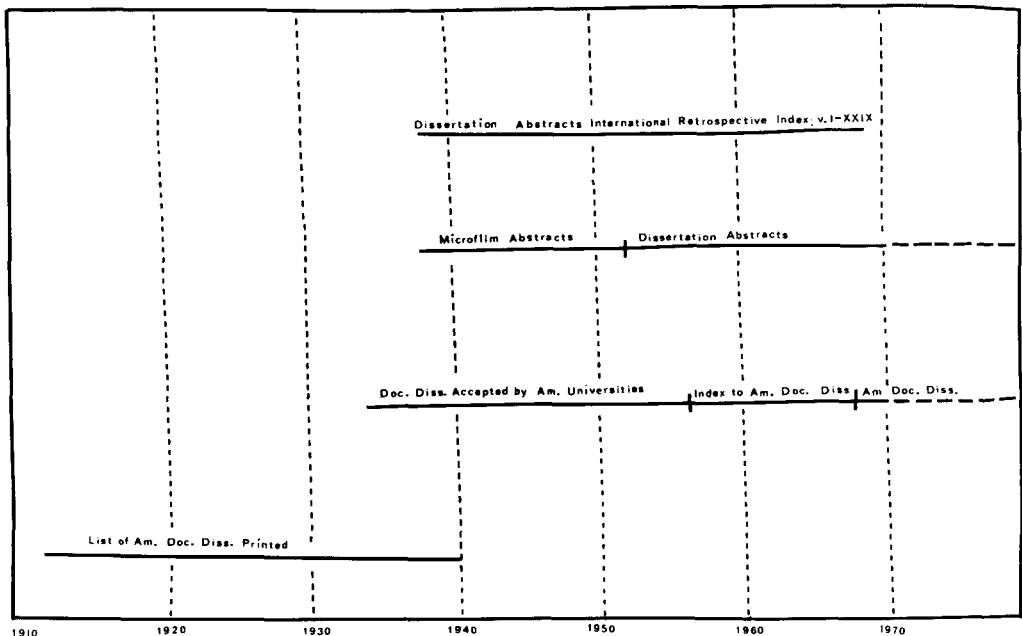 Dissertation Abstracts International Retrospective Index, v. I-XXIX
Microflim Abstracts
Dissertation Abstracts
Doc. Diss. Accepted by Am. Universities
Index to Am. Doc. Diss
Am Doc. Diss.
List of Am. Doc. Diss. Printed
1910
1920
1930
1940
1950
1960
1970